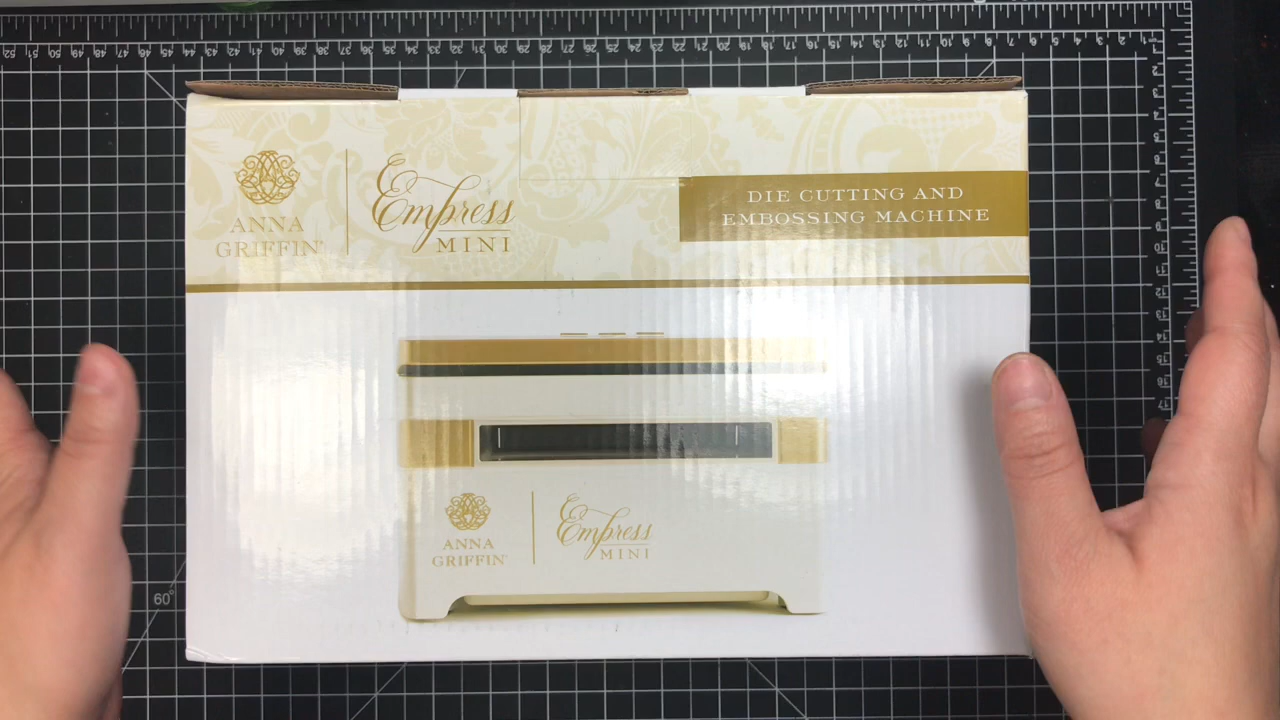 ANNA
GRIFFIN®
Empress
MINI
DIE CUTTING AND
EMBOSSING MACHINE
ANNA
GRIFFIN®
Empress
MINI
60°